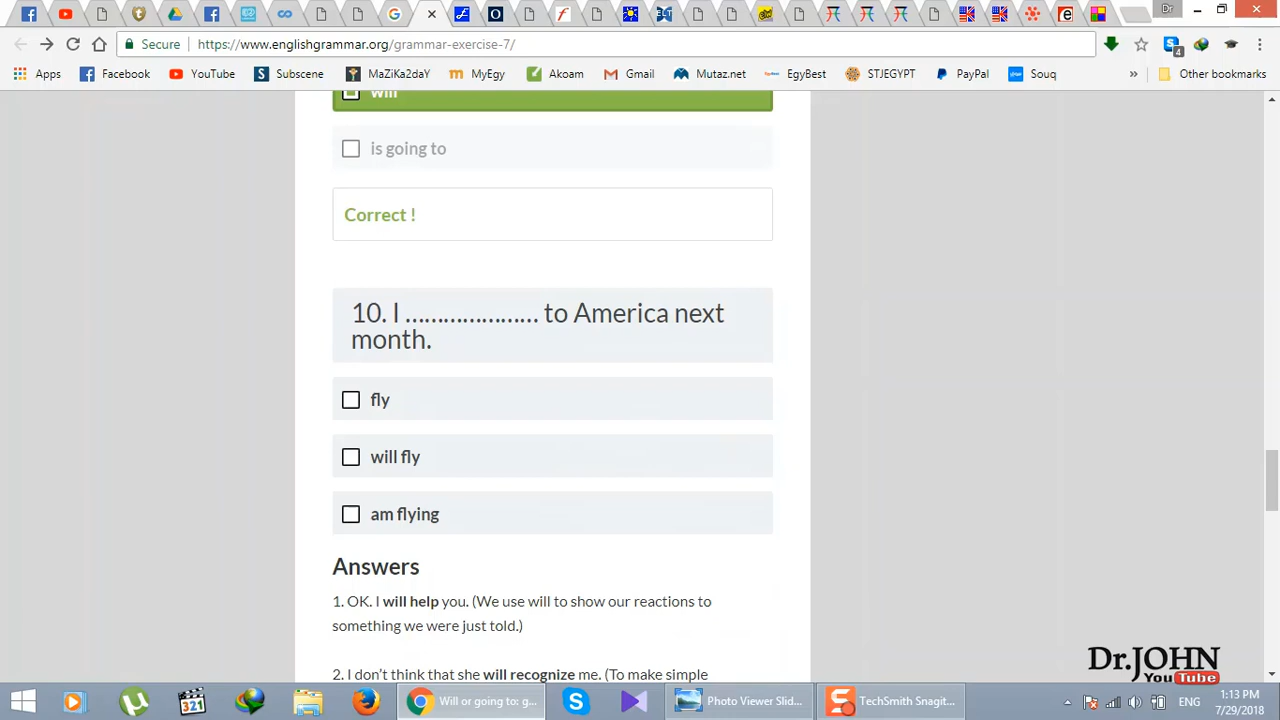 Dr
Secure
https://www.englishgrammar.org/grammar-exercise-7/
4
Apps
Facebook
YouTube
Subscene
MaZiKa2daY
MyEgy
Akoam
Gmail
Mutaz.net
EgyBest
STJEGYPT
PayPal
Souq
»
Other bookmarks
will
is going to
Correct !
10. I ………………… to America next
month.
fly
will fly
am flying
Answers
1. OK. I will help you. (We use will to show our reactions to
something we were just told.)
2. I don’t think that she will recognize me. (To make simple
Dr.JOHN
YouTube
321
Will or going to: g...
Photo Viewer Slid...
TechSmith Snagit...
ENG
1:13 PM
7/29/2018